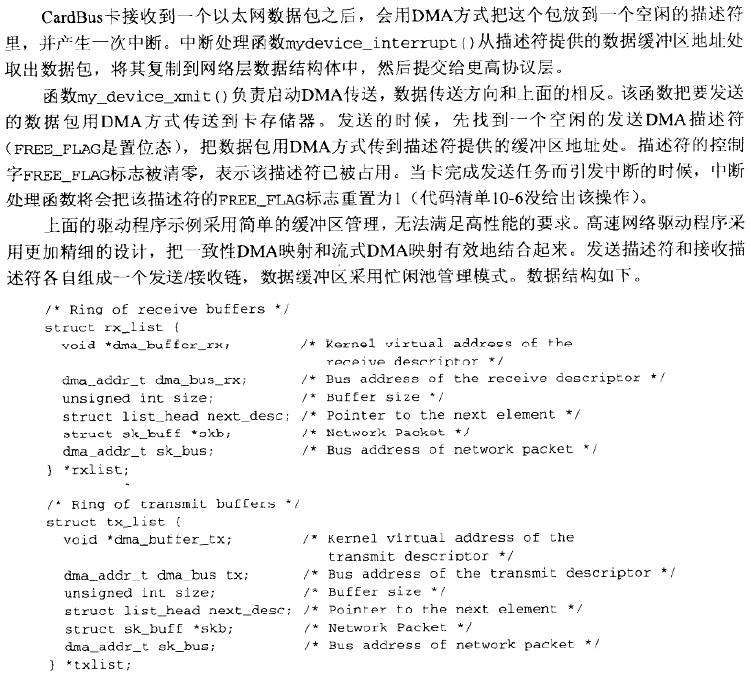 CardBus卡接收到一个以太网数据包之后，会用DMA方式把这个包放到一个空闲的描述符
里，并产生一次中断。中断处理函数mydevice_interrupt()从描述符提供的数据缓冲区地址处
取出数据包，将其复制到网络层数据结构体中，然后提交给更高协议层。
函数my_device_xmit()负责启动DMA传送，数据传送方向和上面的相反。该函数把要发送
的数据包用DMA方式传送到卡存储器。发送的时候，先找到一个空闲的发送DMA描述符
（FREE_FLAG是置位态），把数据包用DMA方式传到描述符提供的缓冲区地址处。描述符的控制
字FREE_FLAG标志被清零，表示该描述符已被占用。当卡完成发送任务而引发中断的时候，中断
处理函数将会把该描述符的FREE_FLAG标志重置为1（代码清单10-6没给出该操作）。
上面的驱动程序示例采用简单的缓冲区管理，无法满足高性能的要求。高速网络驱动程序采
用更加精细的设计，把一致性DMA映射和流式DMA映射有效地结合起来。发送描述符和接收描
述符各自组成一个发送/接收链，数据缓冲区采用忙闲池管理模式。数据结构如下。
/* Ring of receive buffers */
struct rx_list {
void *dma_buffer_rx; /* Kernel virtual address of the
receive descriptor */
dma_addr_t dma_bus_rx; /* Bus address of the receive descriptor */
unsigned int size; /* Buffer size */
struct list_head next_desc; /* Pointer to the next element */
struct sk_buff *skb; /* Network Packet */
dma_addr_t sk_bus; /* Bus address of network packet */
} *rxlist;
/* Ring of transmit buffers */
struct tx_list {
void *dma_buffer_tx; /* Kernel virtual address of the
transmit descriptor */
dma_addr_t dma_bus tx; /* Bus address of the transmit descriptor */
unsigned int size; /* Buffer size */
struct list_head next_desc; /* Pointer to the next element */
struct sk_buff *skb; /* Network Packet */
dma_addr_t sk_bus; /* Bus address of network packet */
} *txlist;